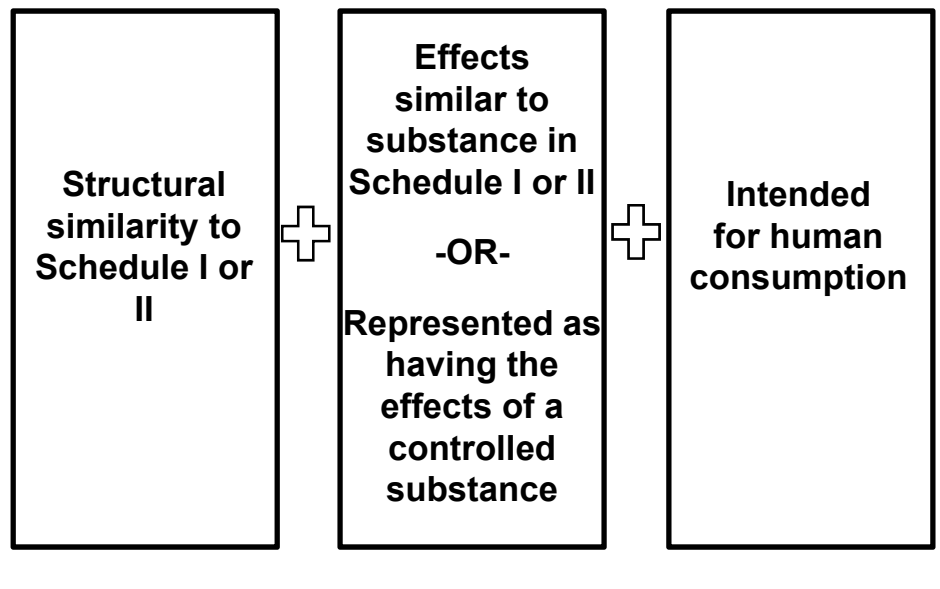 Structural
similarity to
Schedule I or
II
Effects
similar to
substance in
Schedule I or II
-OR-
Represented as
having the
effects of a
controlled
substance
Intended
for human
consumption